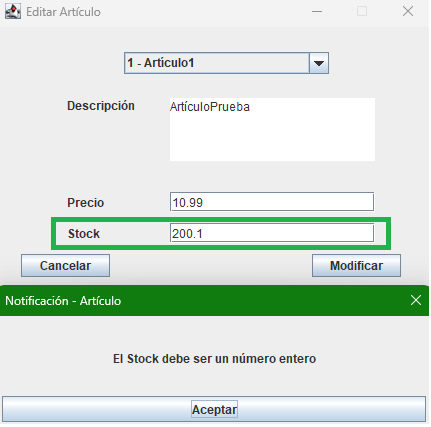 Editar Artículo
1 - Artículo1
Descripción
ArtículoPrueba
Precio
10.99
Stock
200.1
Cancelar
Modificar
Notificación - Artículo
El Stock debe ser un número entero
Aceptar